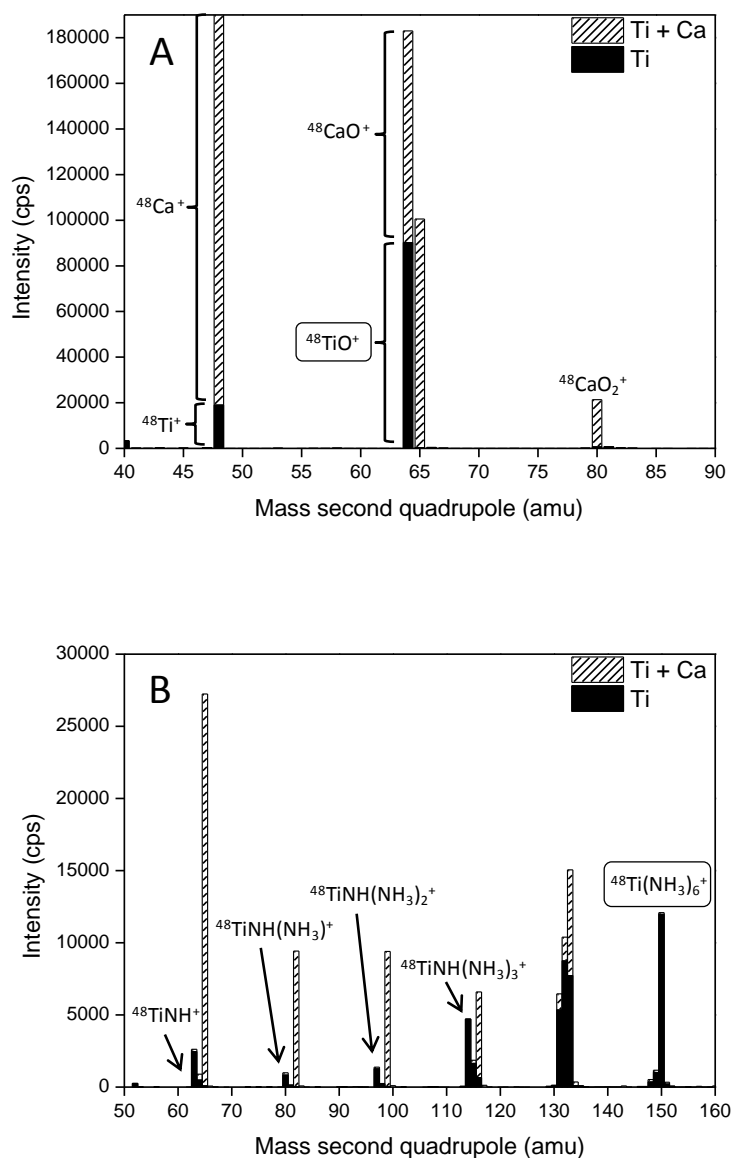 A
Ti + Ca
Ti
⁴⁸CaO⁺
⁴⁸Ca⁺
⁴⁸TiO⁺
⁴⁸CaO₂⁺
⁴⁸Ti⁺
180000
160000
140000
120000
100000
80000
60000
40000
20000
0
Intensity (cps)
40 45 50 55 60 65 70 75 80 85 90
Mass second quadrupole (amu)
B
Ti + Ca
Ti
⁴⁸Ti(NH₃)₆⁺
⁴⁸TiNH(NH₃)₂⁺
⁴⁸TiNH(NH₃)⁺
⁴⁸TiNH(NH₃)₃⁺
⁴⁸TiNH⁺
30000
25000
20000
15000
10000
5000
0
Intensity (cps)
50 60 70 80 90 100 110 120 130 140 150 160
Mass second quadrupole (amu)